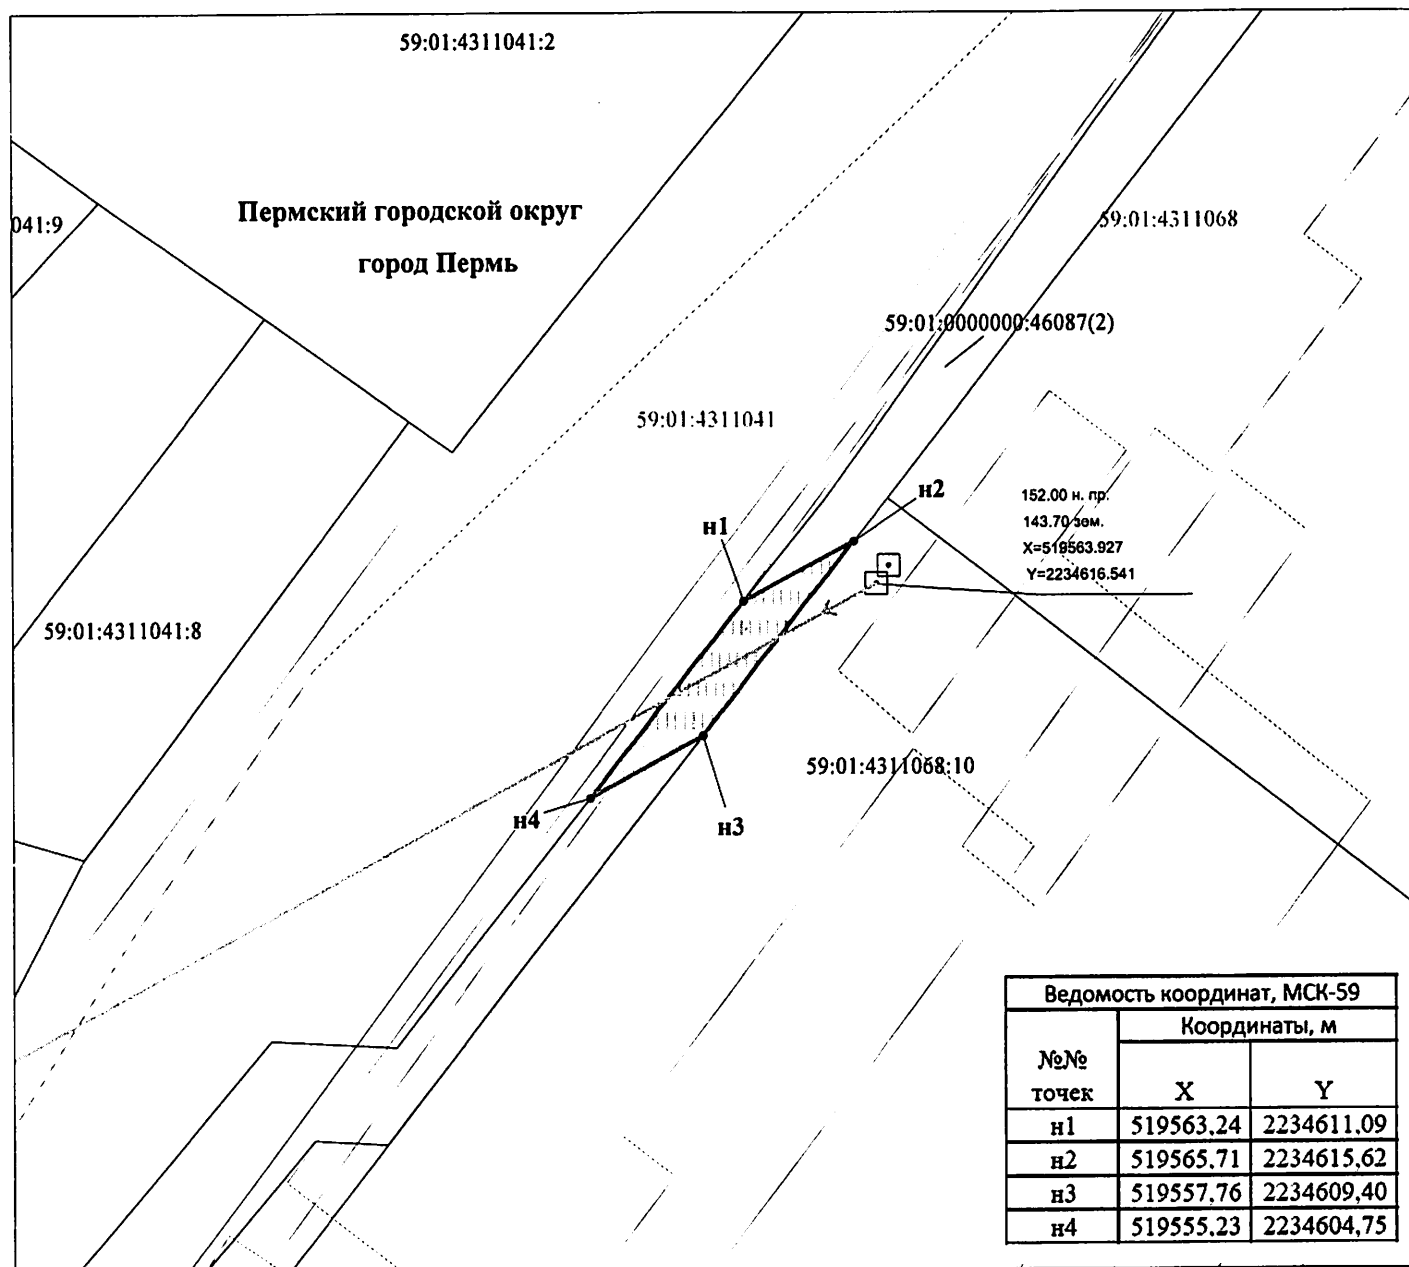 59:01:4311041:2
Пермский городской округ
город Пермь
041:9
59:01:4311068
59:01:0000000:46087(2)
59:01:4311041
н2
н1
152.00 н. пр.
143.70 зем.
X=519563.927
Y=2234616.541
59:01:4311041:8
59:01:4311068:10
н4
н3
Ведомость координат, МСК-59
№№ точек
Координаты, м
X Y
н1 519563,24 2234611,09
н2 519565,71 2234615,62
н3 519557,76 2234609,40
н4 519555,23 2234604,75